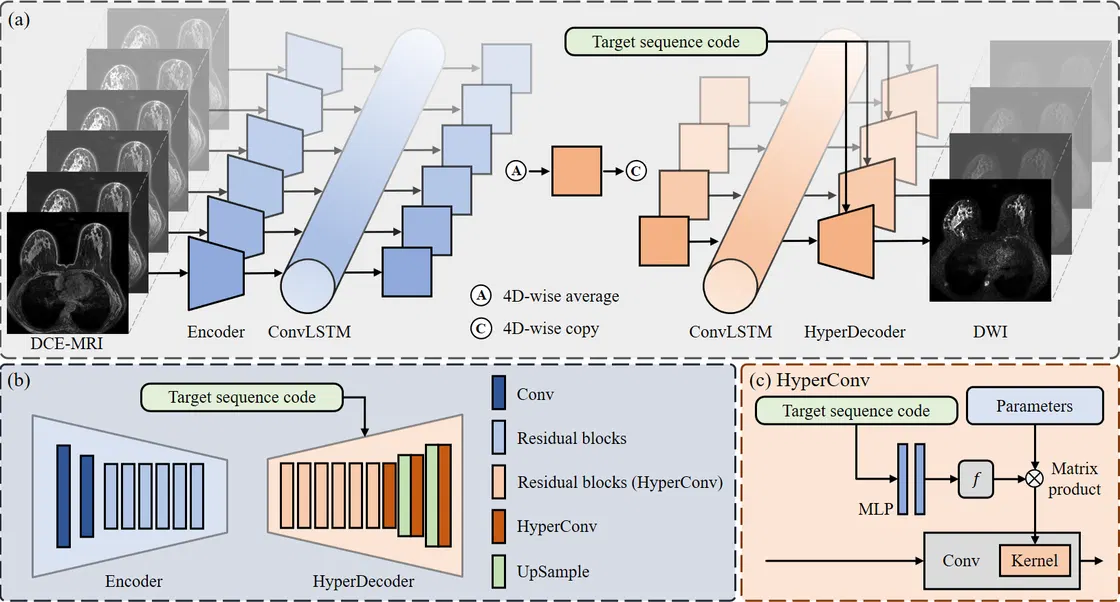 (a)
Target sequence code
A
C
A 4D-wise average
C 4D-wise copy
Encoder
ConvLSTM
DCE-MRI
ConvLSTM
HyperDecoder
DWI
(b)
Target sequence code
Encoder
HyperDecoder
Conv
Residual blocks
Residual blocks (HyperConv)
HyperConv
UpSample
(c) HyperConv
Target sequence code
Parameters
MLP
f
Matrix
product
Conv
Kernel